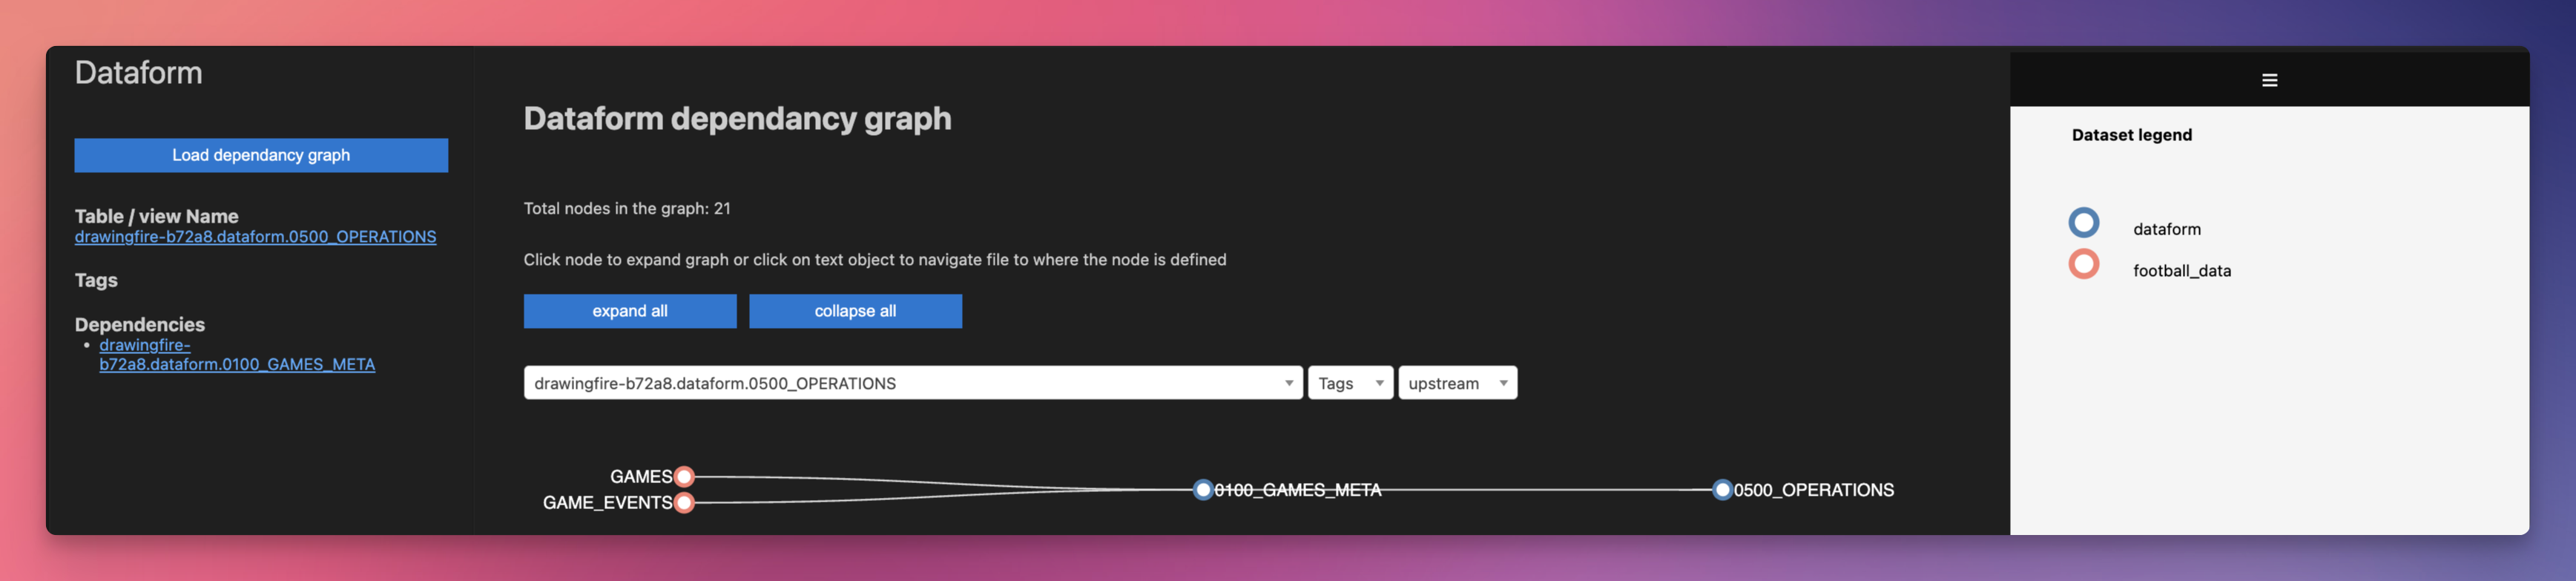 Dataform
Load dependancy graph
Table / view Name
drawingfire-b72a8.dataform.0500_OPERATIONS
Tags
Dependencies
• drawingfire-
b72a8.dataform.0100_GAMES_META
Dataform dependancy graph
Total nodes in the graph: 21
Click node to expand graph or click on text object to navigate file to where the node is defined
expand all collapse all
drawingfire-b72a8.dataform.0500_OPERATIONS Tags upstream
GAMES
GAME_EVENTS
0100_GAMES_META
0500_OPERATIONS
Dataset legend
dataform
football_data